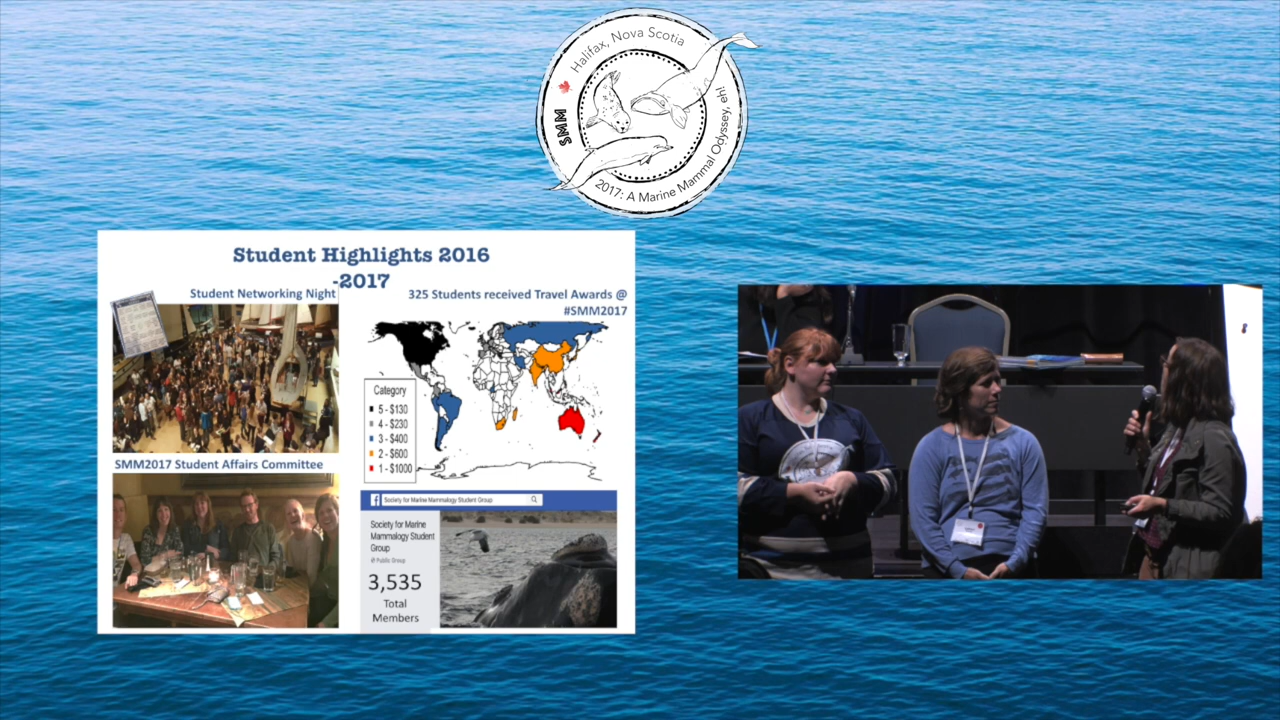 Halifax, Nova Scotia
SMM
2017: A Marine Mammal Odyssey, eh!
Student Highlights 2016
-2017
Student Networking Night
325 Students received Travel Awards @
#SMM2017
Category
5 - $130
4 - $230
3 - $400
2 - $600
1 - $1000
SMM2017 Student Affairs Committee
f Society for Marine Mammalogy Student Group
Society for Marine
Mammalogy Student
Group
Public Group
3,535
Total
Members